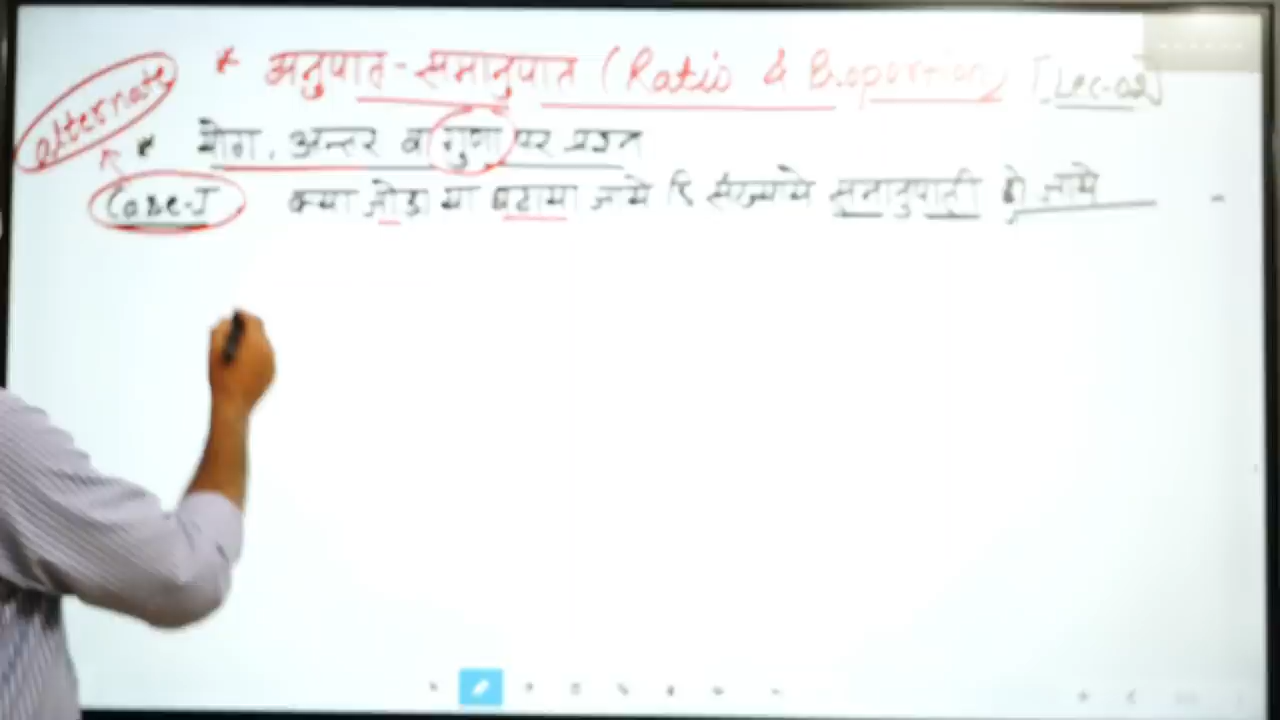 * अनुपात-समानुपात (Ratio & Proportion) [Lec-02]
alternate
* योग, अन्तर व गुणा पर प्रश्न
Case-I क्या जोड़ा या घटाया जाये कि संख्याये समानुपाती हो जाये